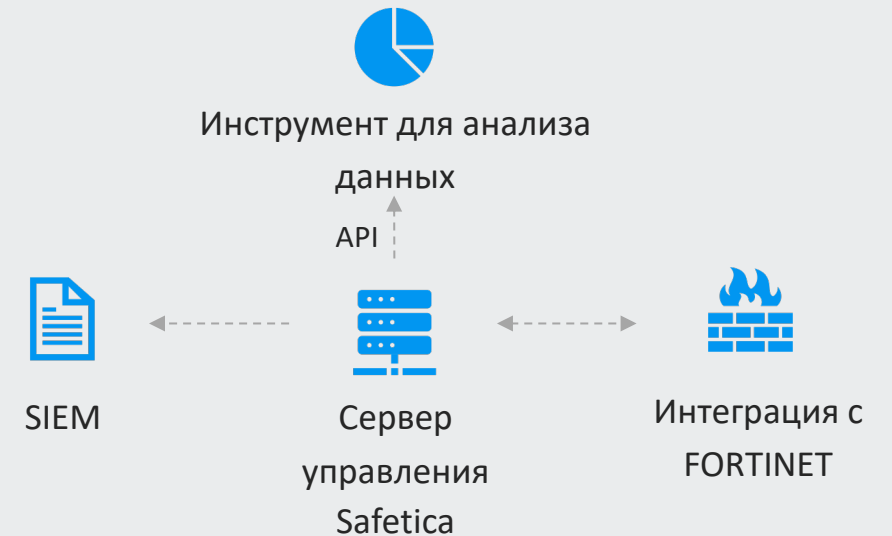 Инструмент для анализа
данных
API
SIEM
Сервер
управления
Safetica
Интеграция с
FORTINET